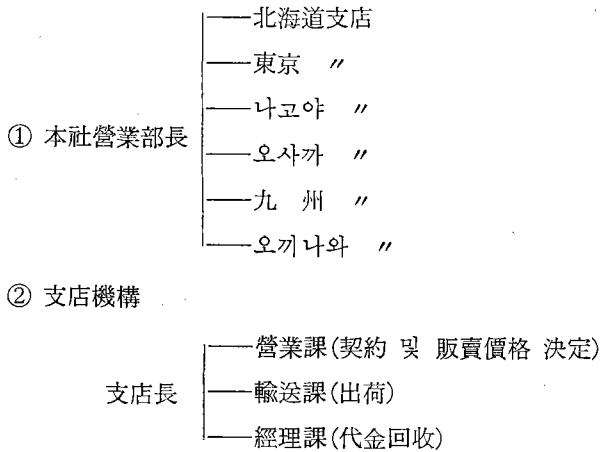 北海道支店
東京 〃
나고야 〃
① 本社營業部長
오사까 〃
九 州 〃
오끼나와 〃
② 支店機構
營業課(契約 및 販賣價格 決定)
支店長 輸送課(出荷)
經理課(代金回收)